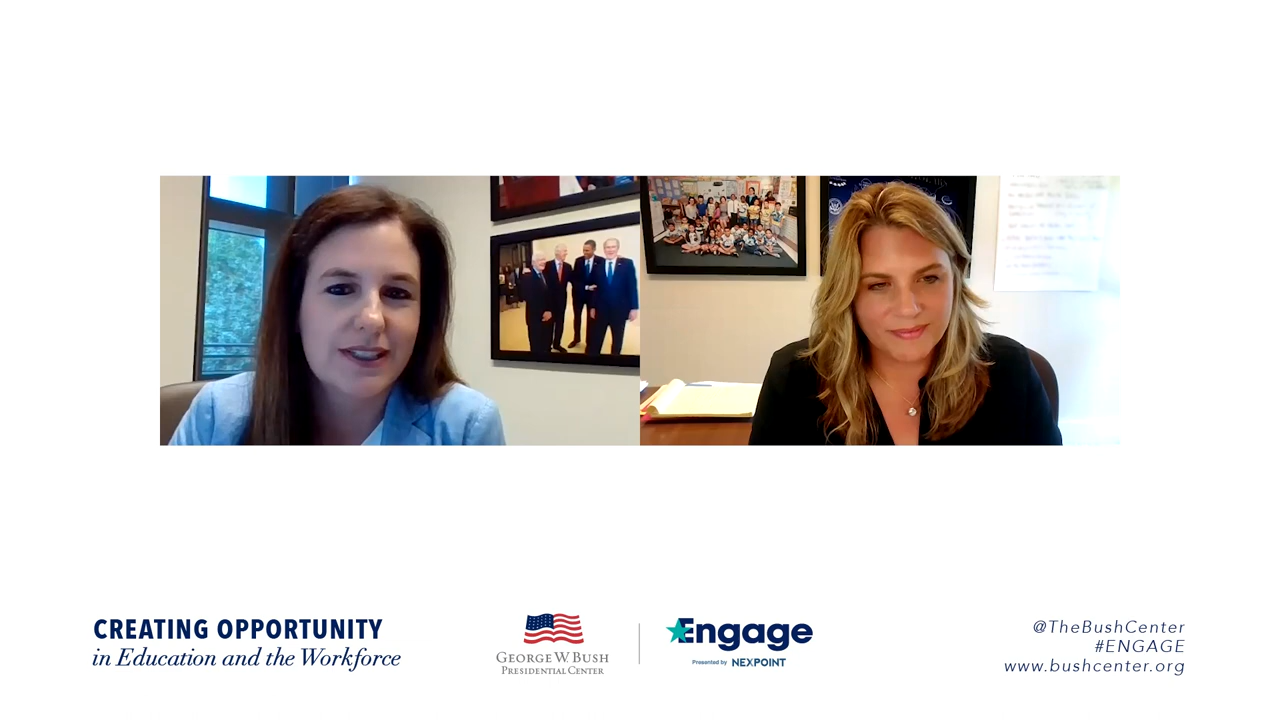 CREATING OPPORTUNITY
in Education and the Workforce
GEORGE W. BUSH
PRESIDENTIAL CENTER
Engage
Presented by NEXPOINT
@TheBushCenter
#ENGAGE
www.bushcenter.org